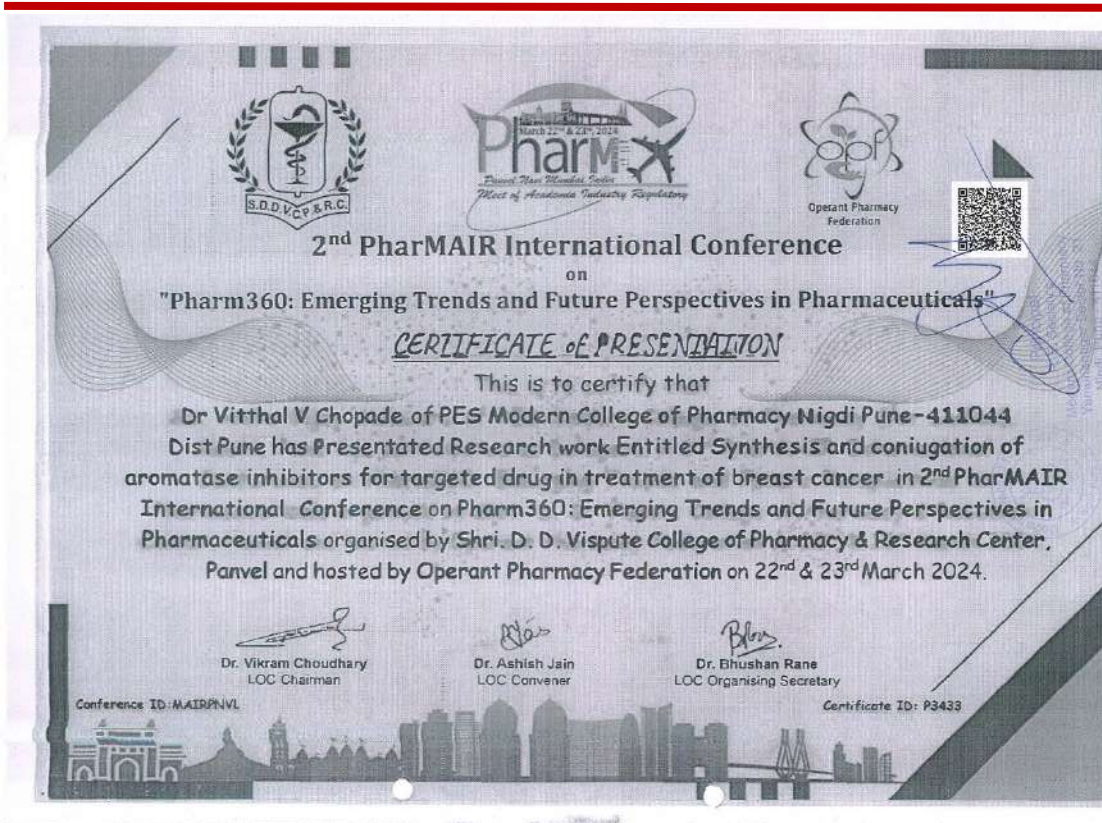 S.D.D.V.C.P.& R.C.
PharM
March 22nd & 23rd, 2024
Panvel Navi Mumbai India
Meet of Academia Industry Regulatory
opf
Operant Pharmacy
Federation
2nd PharMAIR International Conference
on
"Pharm360: Emerging Trends and Future Perspectives in Pharmaceuticals"
CERTIFICATE of PRESENTAITON
This is to certify that
Dr Vitthal V Chopade of PES Modern College of Pharmacy Nigdi Pune-411044
Dist Pune has Presentated Research work Entitled Synthesis and coniugation of
aromatase inhibitors for targeted drug in treatment of breast cancer in 2nd PharMAIR
International Conference on Pharm360: Emerging Trends and Future Perspectives in
Pharmaceuticals organised by Shri. D. D. Vispute College of Pharmacy & Research Center,
Panvel and hosted by Operant Pharmacy Federation on 22nd & 23rd March 2024.
Dr. Vikram Choudhary
LOC Chairman
Dr. Ashish Jain
LOC Convener
Dr. Bhushan Rane
LOC Organising Secretary
Conference ID:MAIRPNVL
Certificate ID: P3433